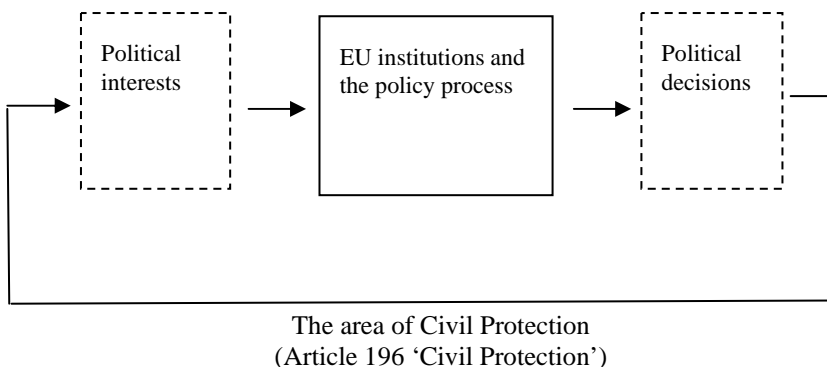 Political
interests
EU institutions and
the policy process
Political
decisions
The area of Civil Protection
(Article 196 ‘Civil Protection’)